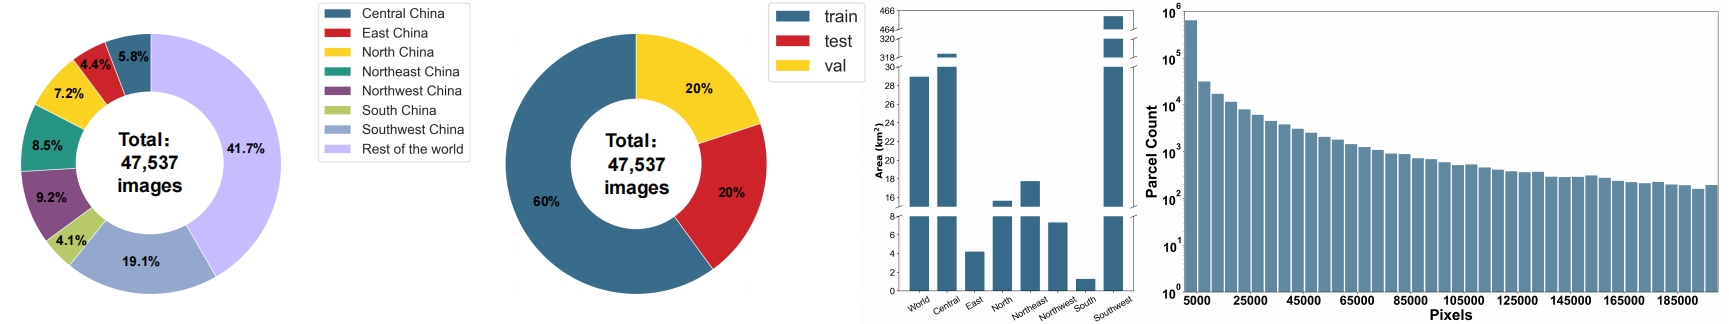 5.8%
4.4%
7.2%
8.5%
9.2%
4.1%
19.1%
41.7%
Total:
47,537
images
Central China
East China
North China
Northeast China
Northwest China
South China
Southwest China
Rest of the world
20%
20%
60%
Total:
47,537
images
train
test
val
Area (km²)
466
464
320
318
30
28
26
24
22
20
18
16
8
6
4
2
0
World
Central
East
North
Northeast
Northwest
South
Southwest
Parcel Count
10⁶
10⁵
10⁴
10³
10²
10¹
10⁰
5000 25000 45000 65000 85000 105000 125000 145000 165000 185000
Pixels